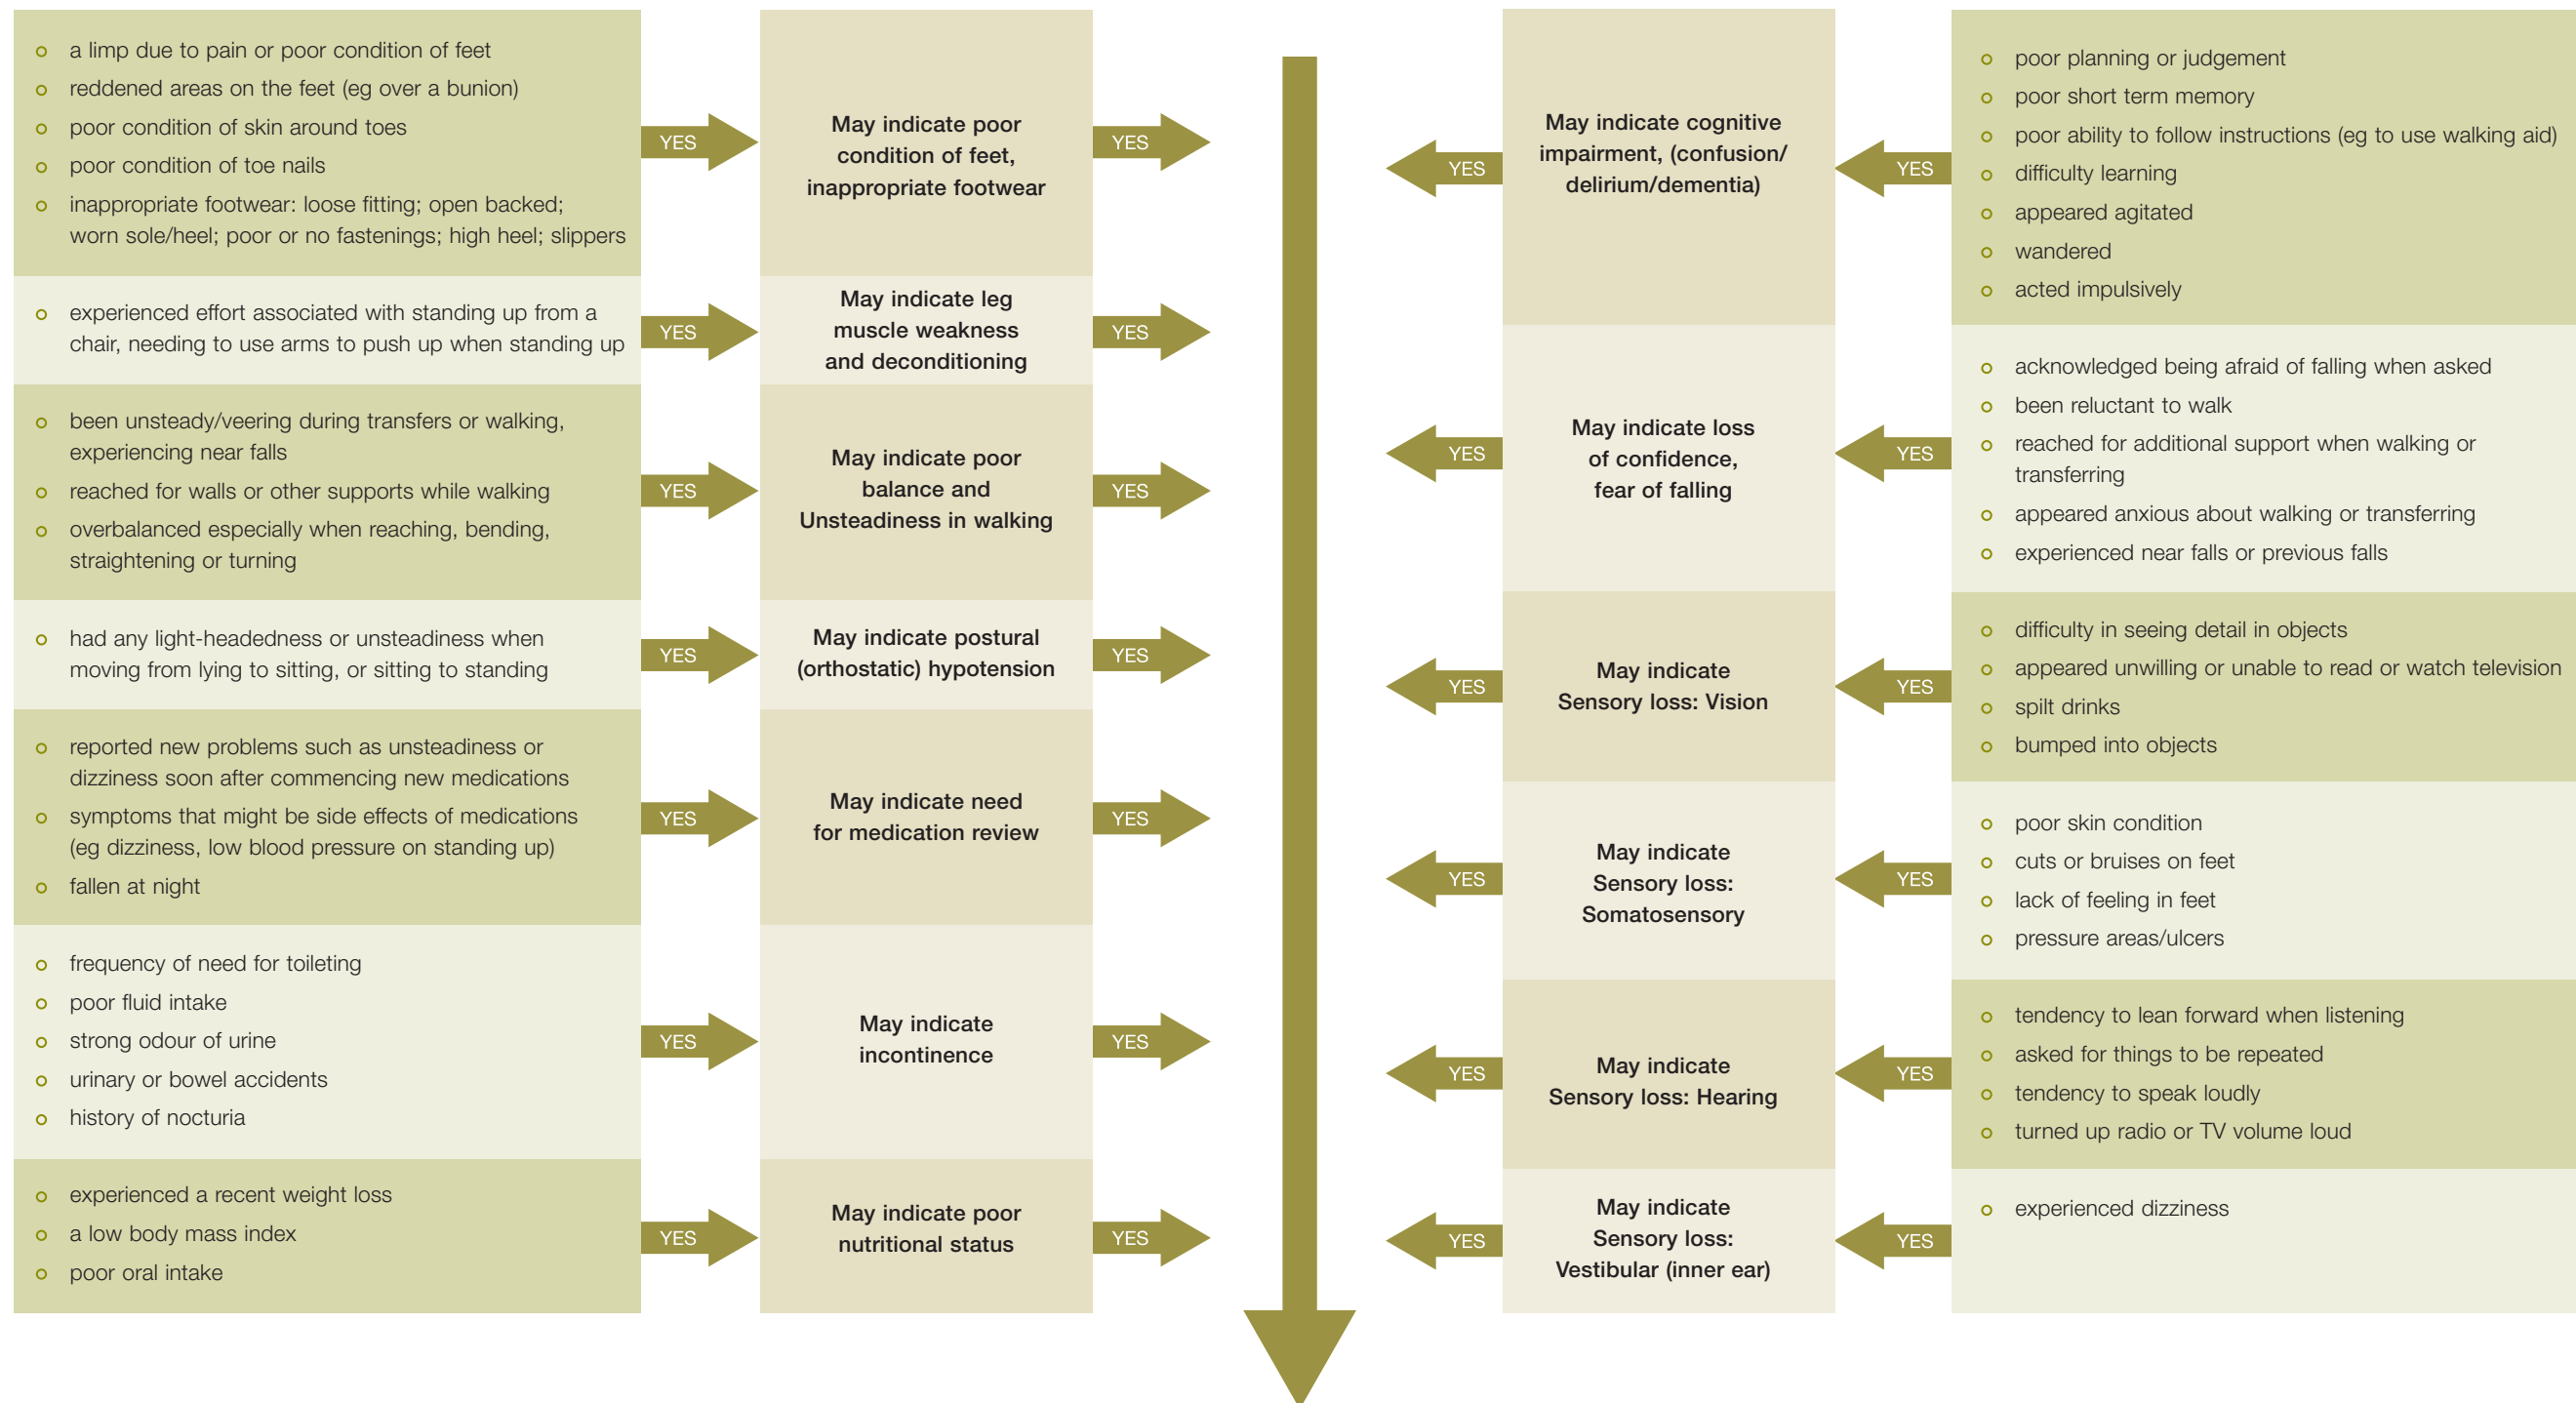 a limp due to pain or poor condition of feet
reddened areas on the feet (eg over a bunion)
poor condition of skin around toes
poor condition of toe nails
inappropriate footwear: loose fitting; open backed;
worn sole/heel; poor or no fastenings; high heel; slippers
YES
May indicate poor
condition of feet,
inappropriate footwear
YES
experienced effort associated with standing up from a
chair, needing to use arms to push up when standing up
YES
May indicate leg
muscle weakness
and deconditioning
YES
been unsteady/veering during transfers or walking,
experiencing near falls
reached for walls or other supports while walking
overbalanced especially when reaching, bending,
straightening or turning
YES
May indicate poor
balance and
Unsteadiness in walking
YES
had any light-headedness or unsteadiness when
moving from lying to sitting, or sitting to standing
YES
May indicate postural
(orthostatic) hypotension
YES
reported new problems such as unsteadiness or
dizziness soon after commencing new medications
symptoms that might be side effects of medications
(eg dizziness, low blood pressure on standing up)
fallen at night
YES
May indicate need
for medication review
YES
frequency of need for toileting
poor fluid intake
strong odour of urine
urinary or bowel accidents
history of nocturia
YES
May indicate
incontinence
YES
experienced a recent weight loss
a low body mass index
poor oral intake
YES
May indicate poor
nutritional status
YES
YES
May indicate cognitive
impairment, (confusion/
delirium/dementia)
YES
poor planning or judgement
poor short term memory
poor ability to follow instructions (eg to use walking aid)
difficulty learning
appeared agitated
wandered
acted impulsively
YES
May indicate loss
of confidence,
fear of falling
YES
acknowledged being afraid of falling when asked
been reluctant to walk
reached for additional support when walking or
transferring
appeared anxious about walking or transferring
experienced near falls or previous falls
YES
May indicate
Sensory loss: Vision
YES
difficulty in seeing detail in objects
appeared unwilling or unable to read or watch television
spilt drinks
bumped into objects
YES
May indicate
Sensory loss:
Somatosensory
YES
poor skin condition
cuts or bruises on feet
lack of feeling in feet
pressure areas/ulcers
YES
May indicate
Sensory loss: Hearing
YES
tendency to lean forward when listening
asked for things to be repeated
tendency to speak loudly
turned up radio or TV volume loud
YES
May indicate
Sensory loss:
Vestibular (inner ear)
YES
experienced dizziness